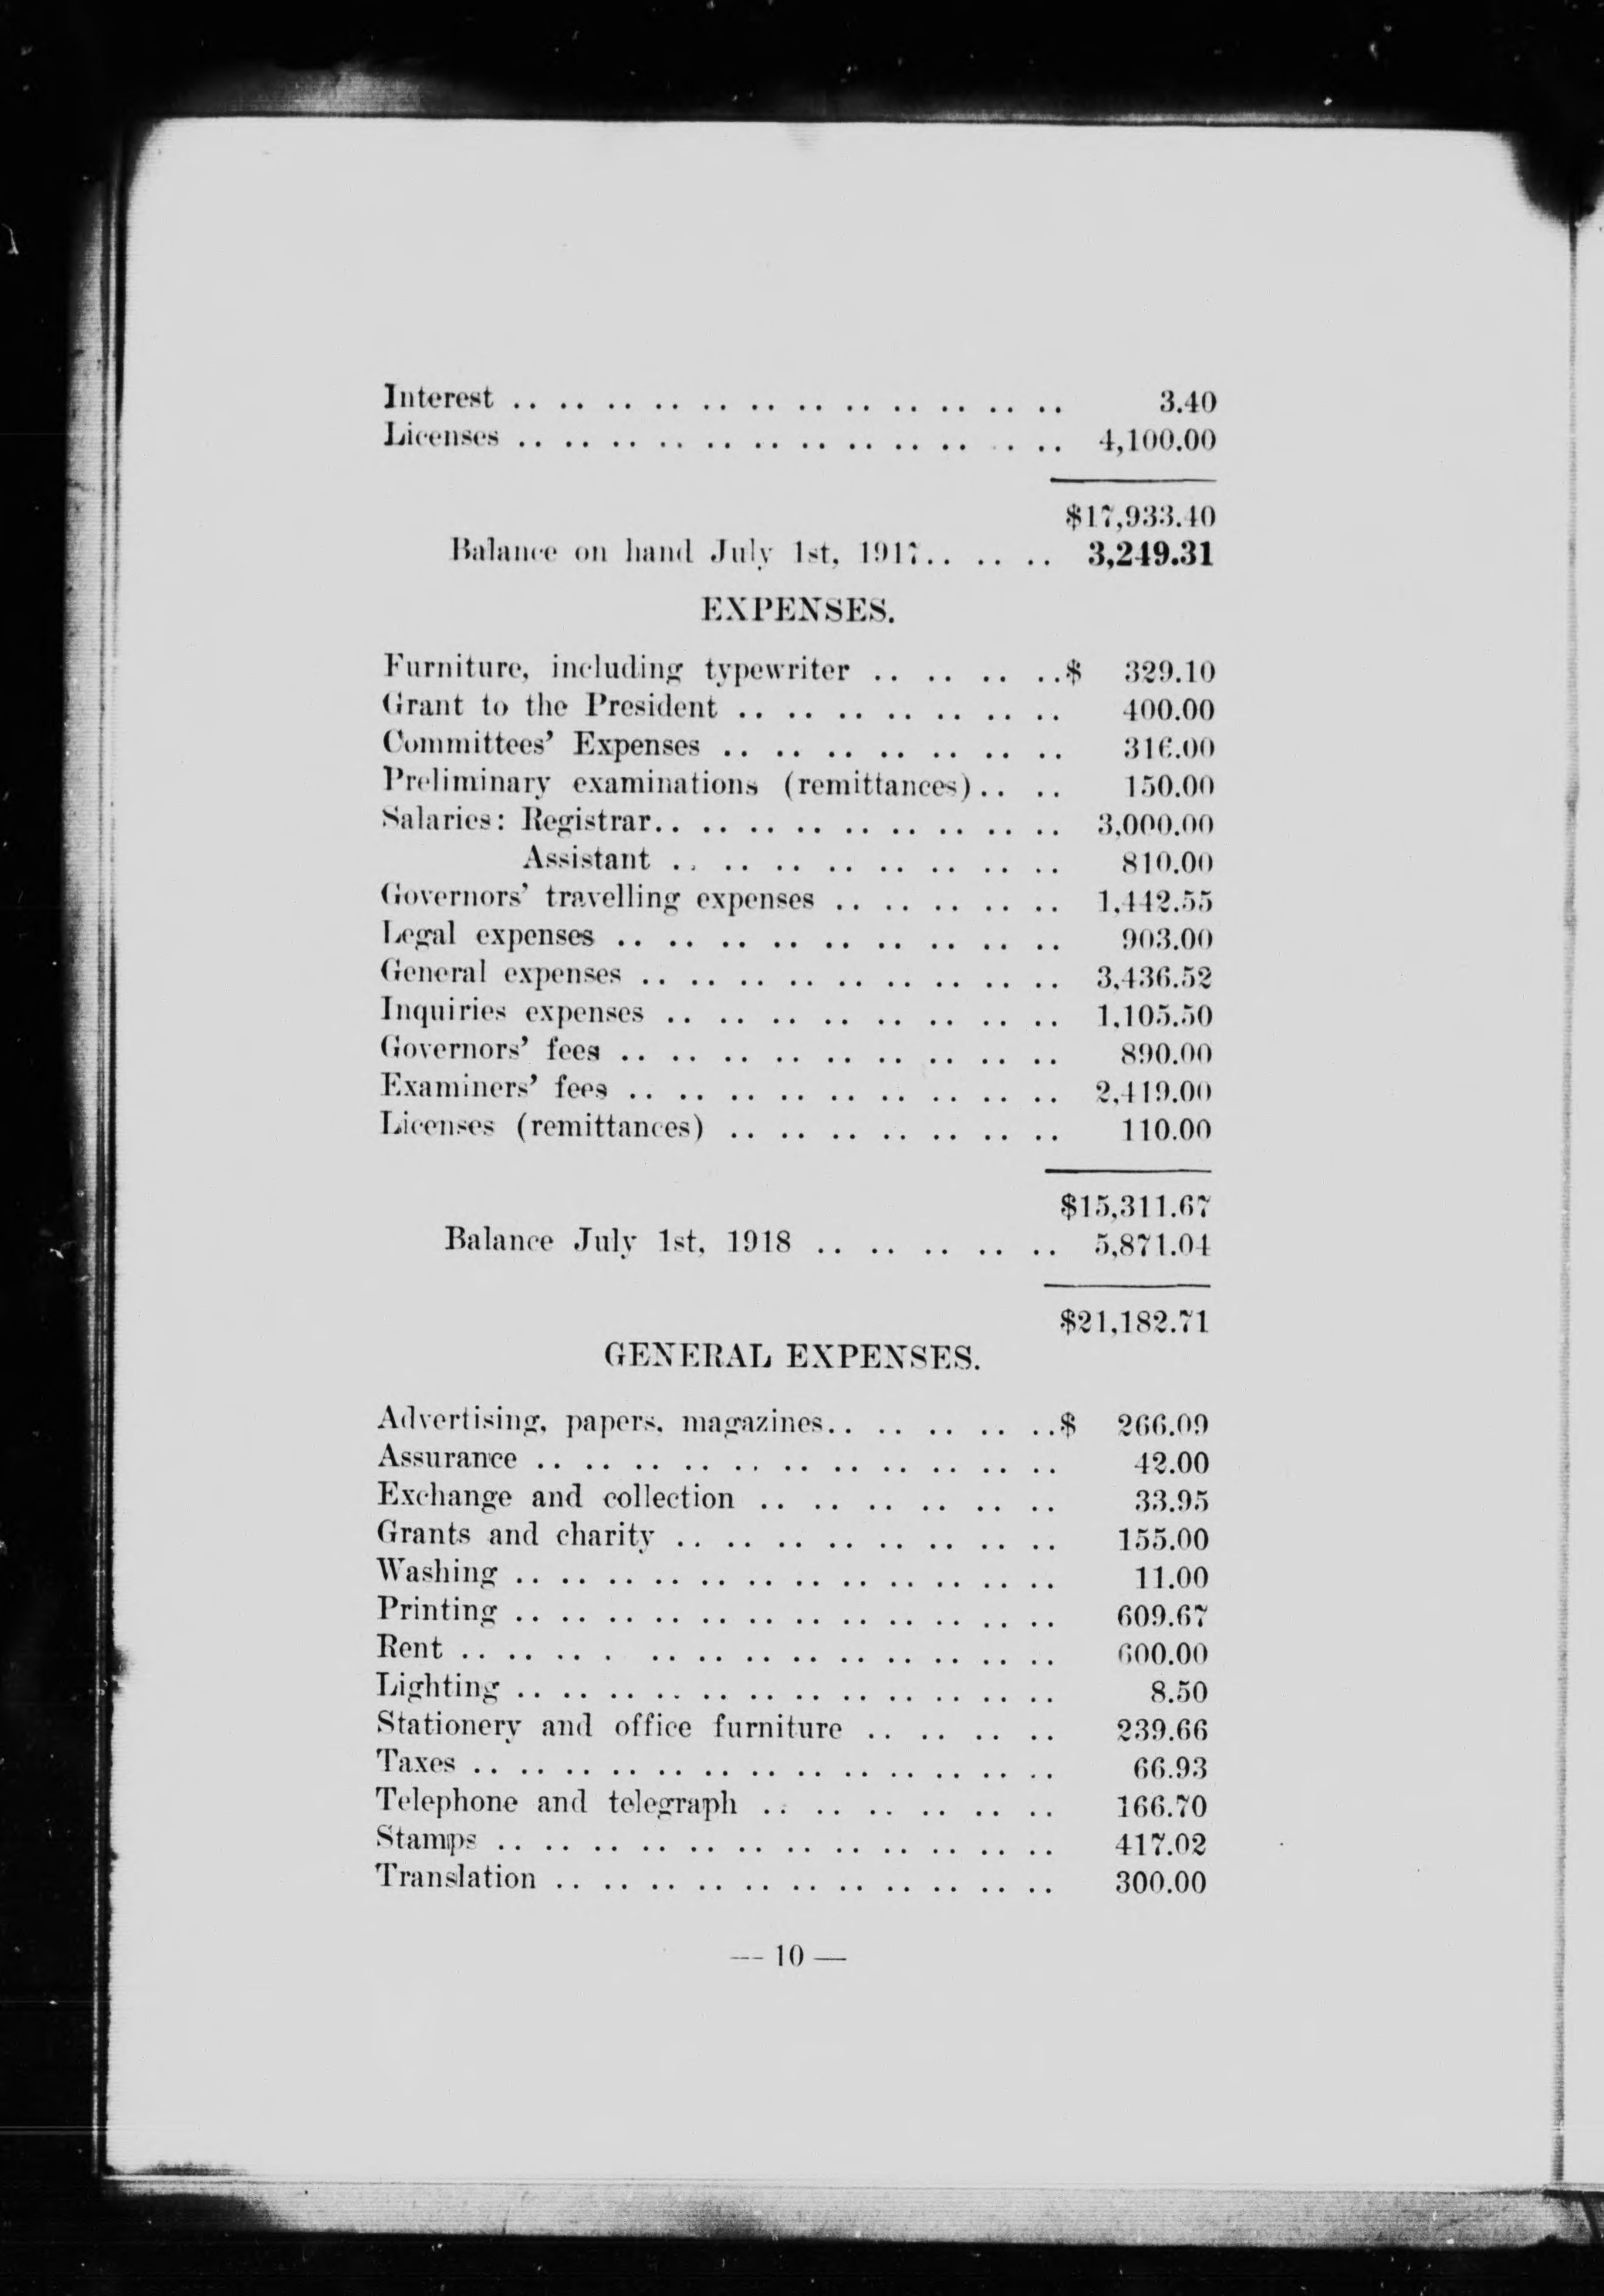 Interest .. .. .. .. .. .. .. .. .. .. .. .. 3.40
Licenses .. .. .. .. .. .. .. .. .. .. . .. 4,100.00
$17,933.40
Balance on hand July 1st, 1917.. .. .. 3,249.31
EXPENSES.
Furniture, including typewriter .. .. .. ..$ 329.10
Grant to the President .. .. .. .. .. .. .. 400.00
Committees' Expenses .. .. .. .. .. .. .. 316.00
Preliminary examinations (remittances).. .. 150.00
Salaries: Registrar.. .. .. .. .. .. .. .. .. 3,000.00
Assistant .. .. .. .. .. .. .. .. 810.00
Governors' travelling expenses .. .. .. .. .. 1,442.55
Legal expenses .. .. .. .. .. .. .. .. .. 903.00
General expenses .. .. .. .. .. .. .. .. .. 3,436.52
Inquiries expenses .. .. .. .. .. .. .. .. 1,105.50
Governors' fees .. .. .. .. .. .. .. .. .. 890.00
Examiners' fees .. .. .. .. .. .. .. .. .. 2,419.00
Licenses (remittances) .. .. .. .. .. .. .. 110.00
$15,311.67
Balance July 1st, 1918 .. .. .. .. .. 5,871.04
$21,182.71
GENERAL EXPENSES.
Advertising, papers, magazines.. .. .. .. ..$ 266.09
Assurance .. .. .. .. .. .. .. .. .. .. .. 42.00
Exchange and collection .. .. .. .. .. .. 33.95
Grants and charity .. .. .. .. .. .. .. .. 155.00
Washing .. .. .. .. .. .. .. .. .. .. .. .. 11.00
Printing .. .. .. .. .. .. .. .. .. .. .. .. 609.67
Rent .. .. .. . .. .. .. .. .. .. .. .. .. 600.00
Lighting .. .. .. .. .. .. .. .. .. .. .. .. 8.50
Stationery and office furniture .. .. .. .. 239.66
Taxes .. .. .. .. .. .. .. .. .. .. .. .. .. 66.93
Telephone and telegraph .. .. .. .. .. .. 166.70
Stamps .. .. .. .. .. .. .. .. .. .. .. .. 417.02
Translation .. .. .. .. .. .. .. .. .. .. .. 300.00
— 10 —